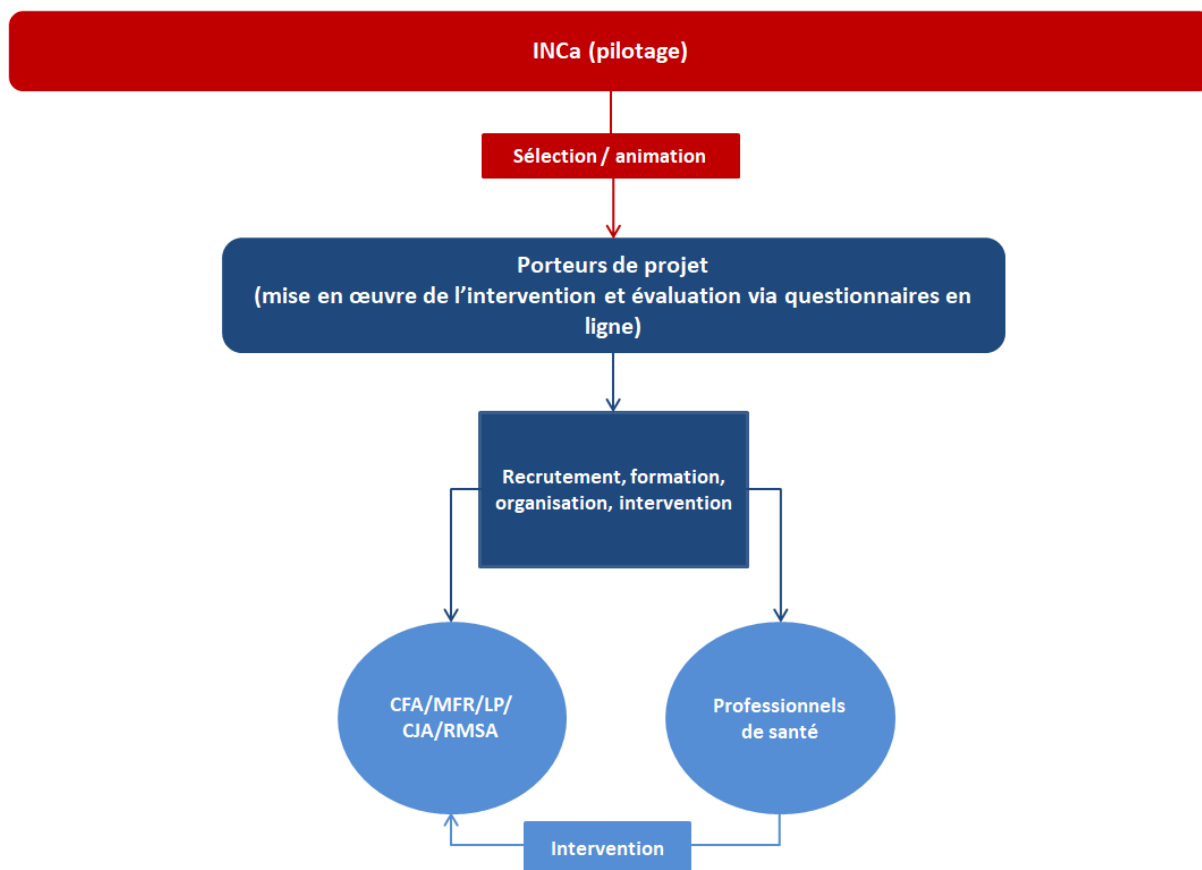 INCa (pilotage)
Sélection / animation
Porteurs de projet
(mise en œuvre de l'intervention et évaluation via questionnaires en
ligne)
Recrutement, formation,
organisation, intervention
CFA/MFR/LP/
CJA/RMSA
Professionnels
de santé
Intervention